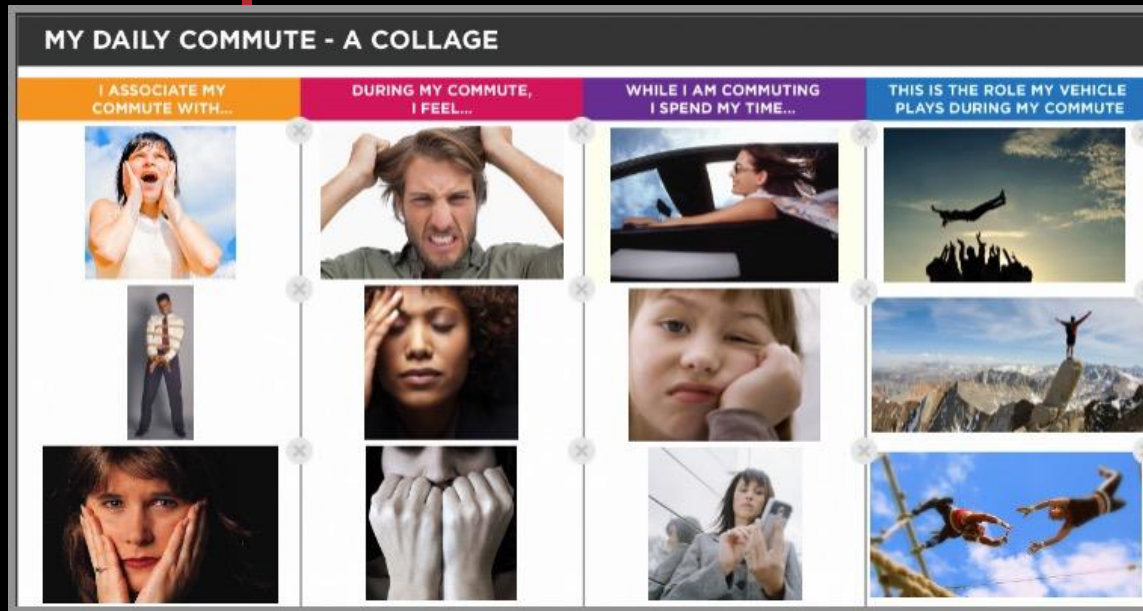 MY DAILY COMMUTE - A COLLAGE
I ASSOCIATE MY
COMMUTE WITH...
DURING MY COMMUTE,
I FEEL...
WHILE I AM COMMUTING
I SPEND MY TIME...
THIS IS THE ROLE MY VEHICLE
PLAYS DURING MY COMMUTE